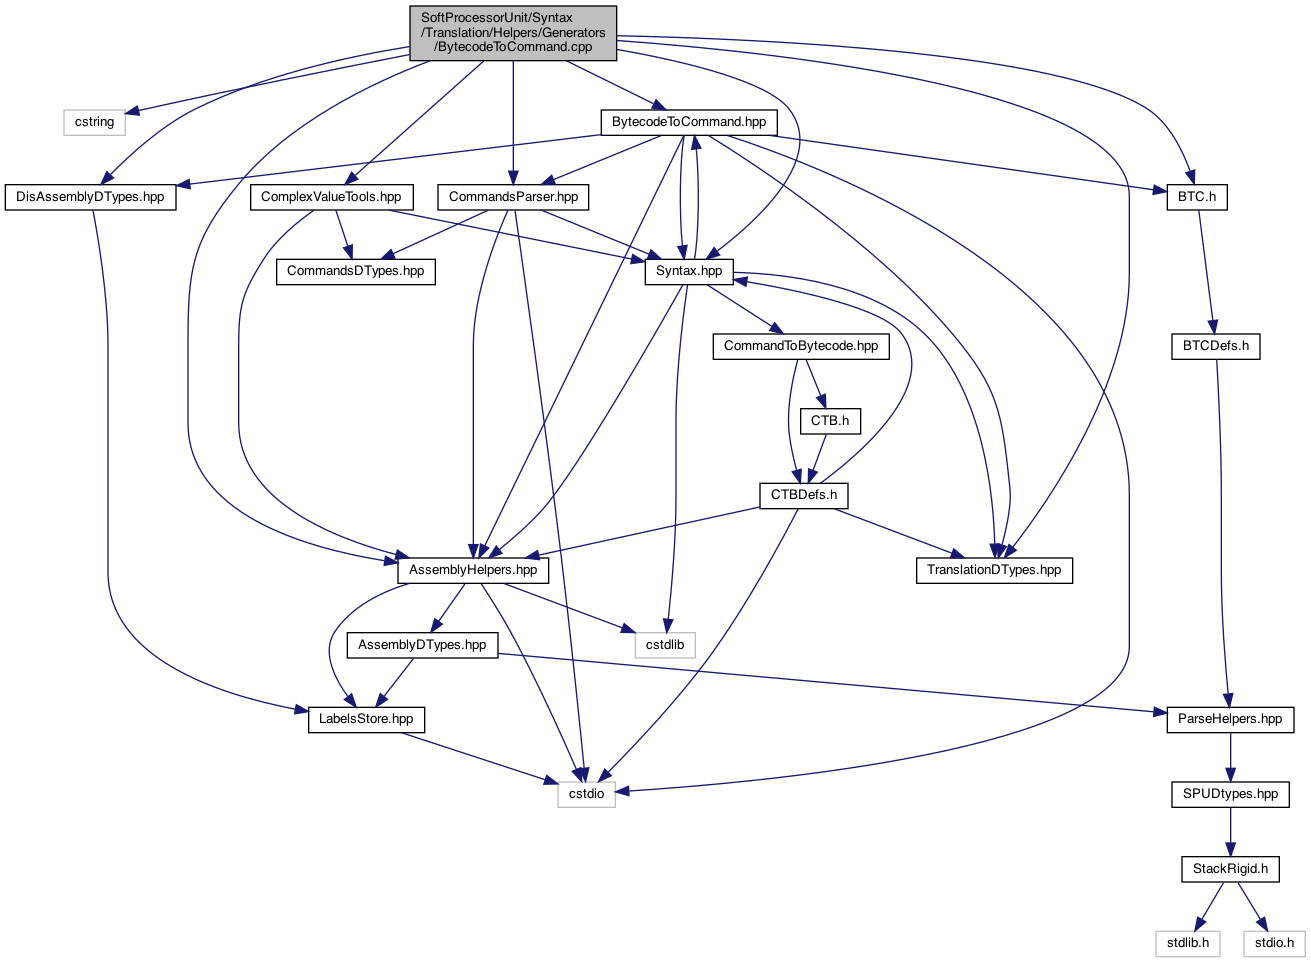 SoftProcessorUnit/Syntax
/Translation/Helpers/Generators
/BytecodeToCommand.cpp
cstring
BytecodeToCommand.hpp
DisAssemblyDTypes.hpp
ComplexValueTools.hpp
CommandsParser.hpp
BTC.h
CommandsDTypes.hpp
Syntax.hpp
CommandToBytecode.hpp
BTCDefs.h
CTB.h
CTBDefs.h
AssemblyHelpers.hpp
TranslationDTypes.hpp
AssemblyDTypes.hpp
cstdlib
LabelsStore.hpp
ParseHelpers.hpp
cstdio
SPUDtypes.hpp
StackRigid.h
stdlib.h
stdio.h